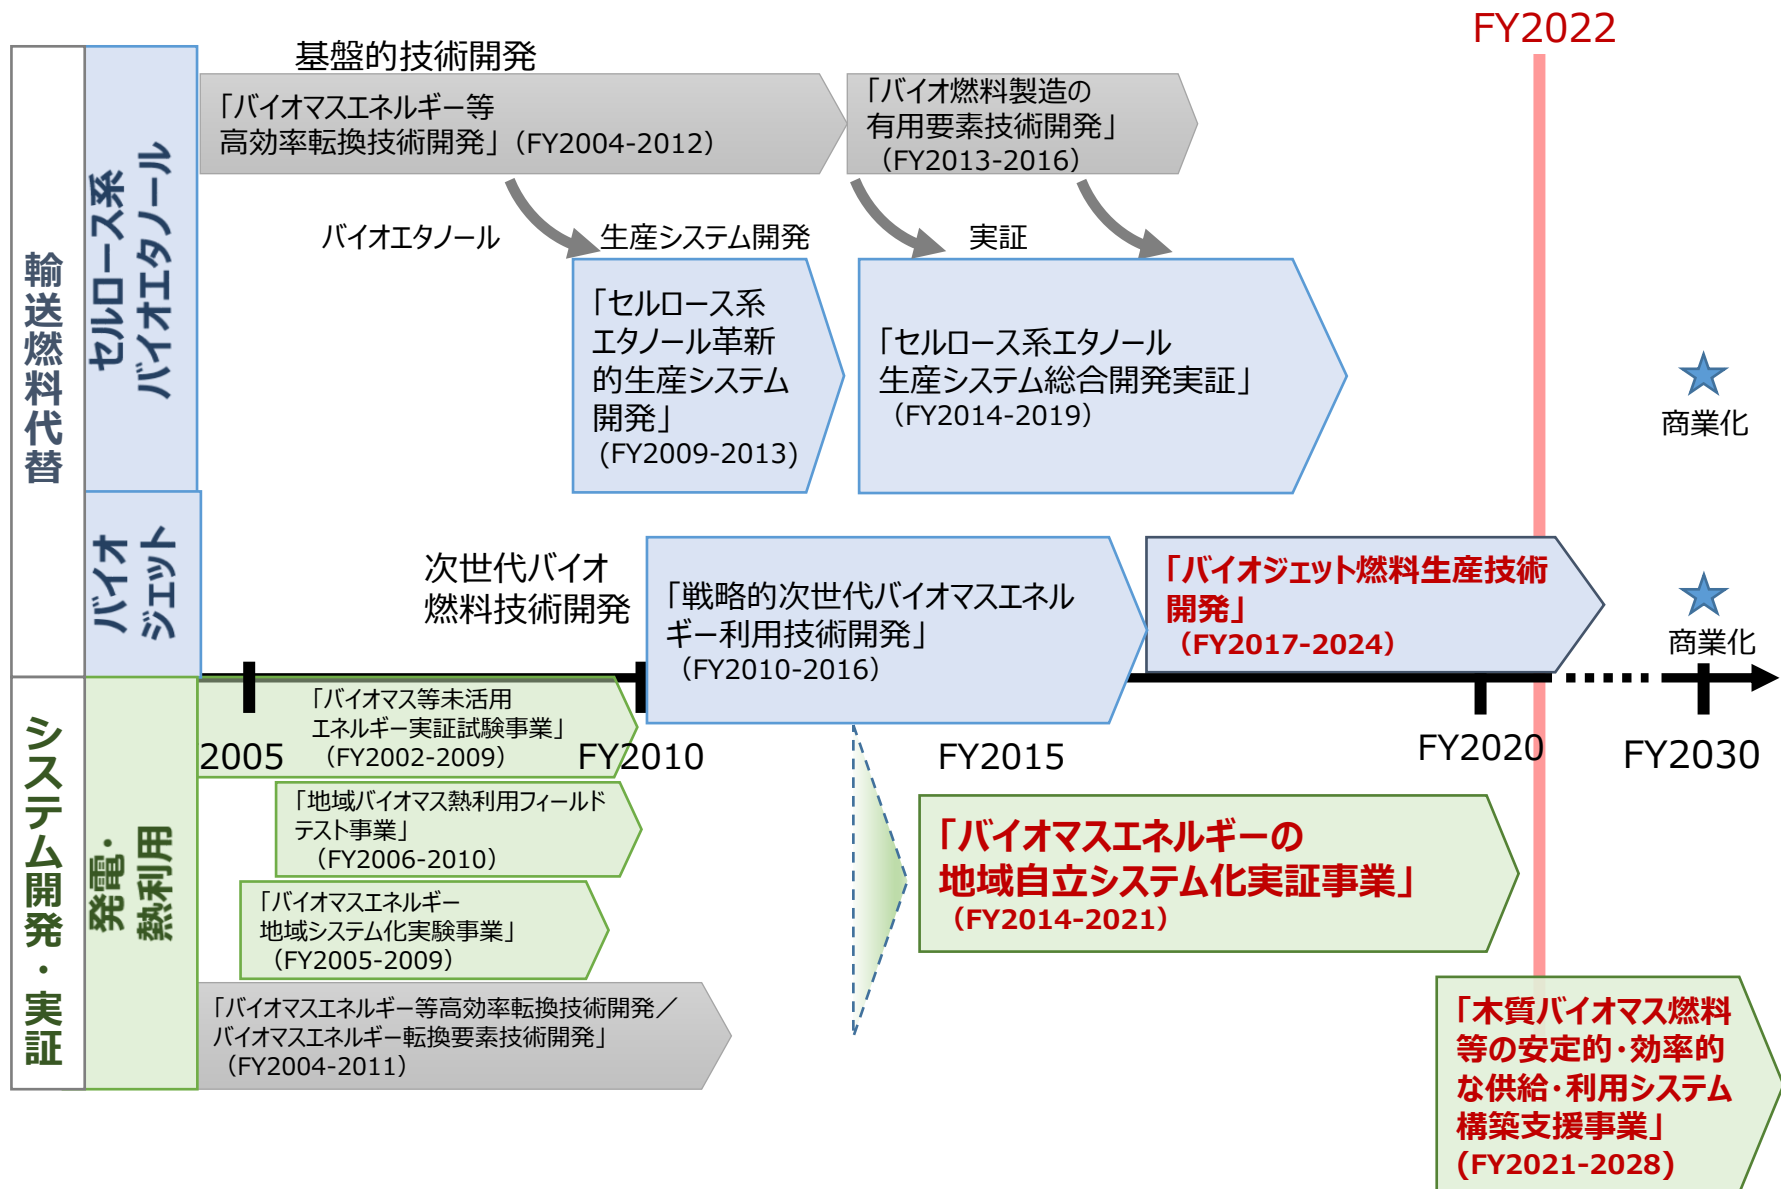 FY2022
輸送燃料代替
セルロース系
バイオエタノール
基盤的技術開発
「バイオマスエネルギー等
高効率転換技術開発」(FY2004-2012)
「バイオ燃料製造の
有用要素技術開発」
（FY2013-2016)
バイオエタノール
生産システム開発
実証
「セルロース系
エタノール革新
的生産システム
開発」
(FY2009-2013)
「セルロース系エタノール
生産システム総合開発実証」
（FY2014-2019）
商業化
バイオ
ジェット
次世代バイオ
燃料技術開発
「戦略的次世代バイオマスエネル
ギー利用技術開発」
（FY2010-2016）
「バイオジェット燃料生産技術
開発」
（FY2017-2024）
商業化
2005
FY2010
FY2015
FY2020
FY2030
システム開発・実証
発電・
熱利用
「バイオマス等未活用
エネルギー実証試験事業」
（FY2002-2009）
「地域バイオマス熱利用フィールド
テスト事業」
（FY2006-2010）
「バイオマスエネルギー
地域システム化実験事業」
（FY2005-2009）
「バイオマスエネルギー等高効率転換技術開発／
バイオマスエネルギー転換要素技術開発」
（FY2004-2011）
「バイオマスエネルギーの
地域自立システム化実証事業」
（FY2014-2021）
「木質バイオマス燃料
等の安定的・効率的
な供給・利用システム
構築支援事業」
(FY2021-2028)